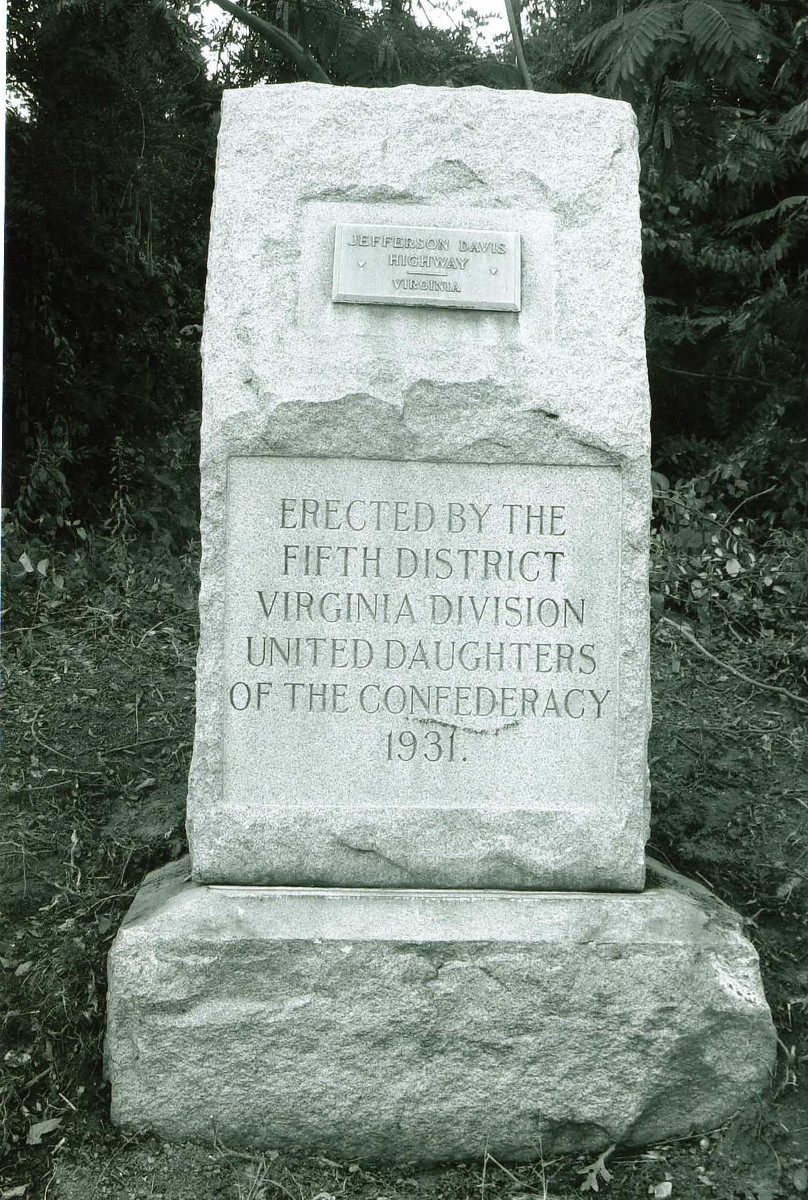 JEFFERSON DAVIS
HIGHWAY
VIRGINIA
ERECTED BY THE
FIFTH DISTRICT
VIRGINIA DIVISION
UNITED DAUGHTERS
OF THE CONFEDERACY
1931.